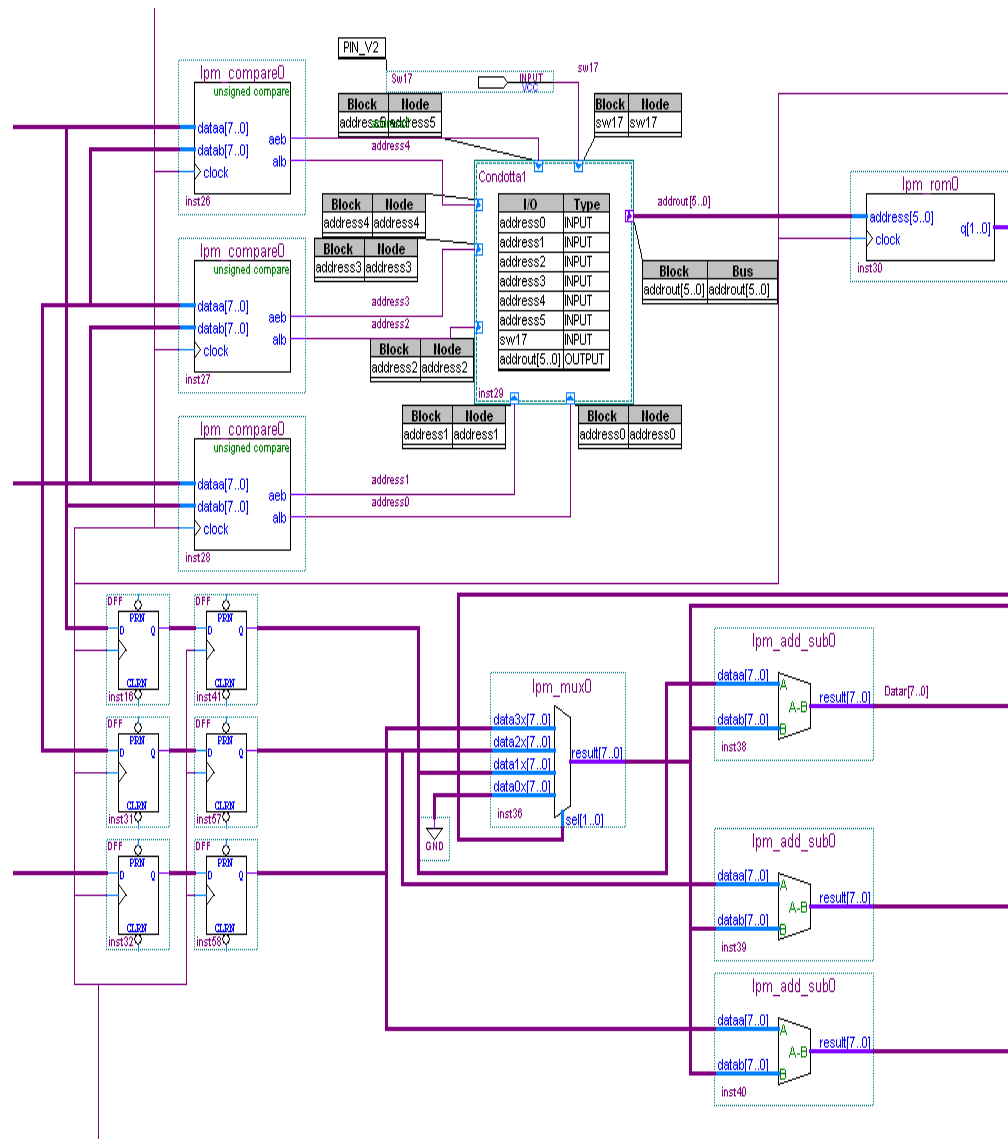 PIN_V2
Sw17
INPUT
VCC
sw17
lpm_compare0
unsigned compare
dataa[7..0]
datab[7..0]
clock
aeb
alb
inst26
address4
Block Node
address5 address5
Block Node
sw17 sw17
Condotta1
I/O Type
address0 INPUT
address1 INPUT
address2 INPUT
address3 INPUT
address4 INPUT
address5 INPUT
sw17 INPUT
addrout[5..0] OUTPUT
inst29
addrout[5..0]
lpm_rom0
address[5..0]
clock
q[1..0]
inst30
Block Node
address4 address4
Block Node
address3 address3
Block Bus
addrout[5..0] addrout[5..0]
lpm_compare0
unsigned compare
dataa[7..0]
datab[7..0]
clock
aeb
alb
inst27
address3
address2
Block Node
address2 address2
Block Node
address1 address1
Block Node
address0 address0
lpm_compare0
unsigned compare
dataa[7..0]
datab[7..0]
clock
aeb
alb
inst28
address1
address0
DFF
PRN
D Q
CLRN
inst16
DFF
PRN
D Q
CLRN
inst41
DFF
PRN
D Q
CLRN
inst31
DFF
PRN
D Q
CLRN
inst57
DFF
PRN
D Q
CLRN
inst32
DFF
PRN
D Q
CLRN
inst58
lpm_mux0
data3x[7..0]
data2x[7..0]
data1x[7..0]
data0x[7..0]
result[7..0]
sel[1..0]
inst36
GND
lpm_add_sub0
dataa[7..0]
A
A-B
result[7..0]
datab[7..0]
B
inst38
Datar[7..0]
lpm_add_sub0
dataa[7..0]
A
A-B
result[7..0]
datab[7..0]
B
inst39
lpm_add_sub0
dataa[7..0]
A
A-B
result[7..0]
datab[7..0]
B
inst40